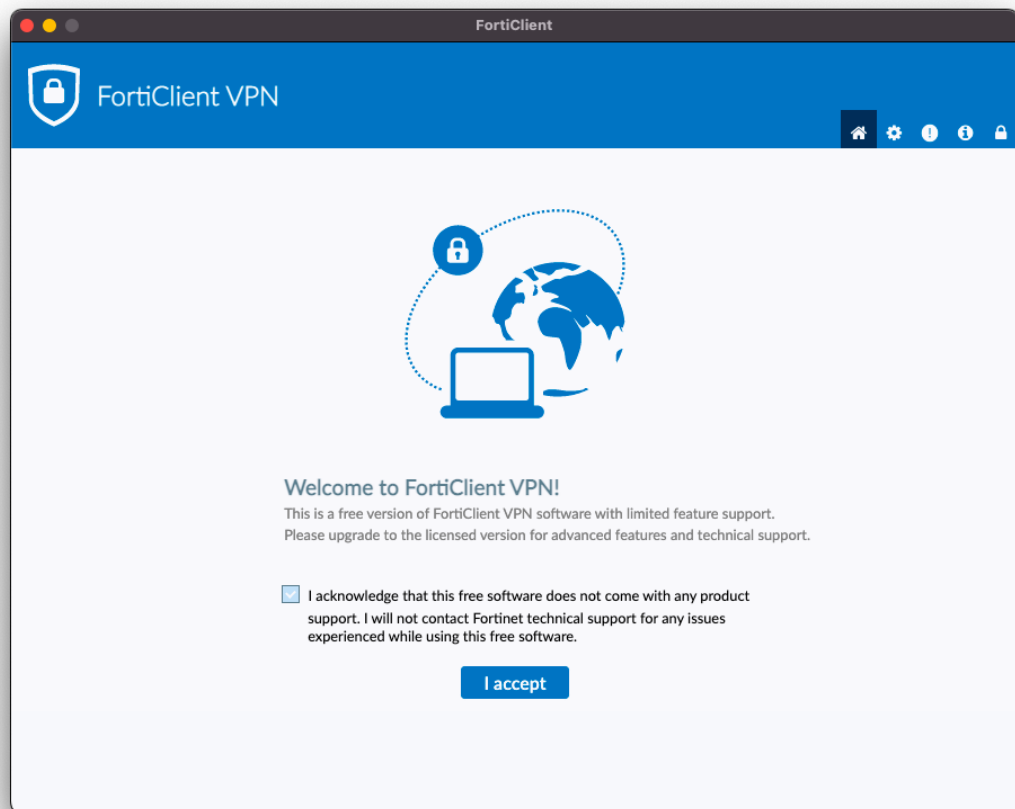 FortiClient
FortiClient VPN
Welcome to FortiClient VPN!
This is a free version of FortiClient VPN software with limited feature support.
Please upgrade to the licensed version for advanced features and technical support.
I acknowledge that this free software does not come with any product
support. I will not contact Fortinet technical support for any issues
experienced while using this free software.
I accept